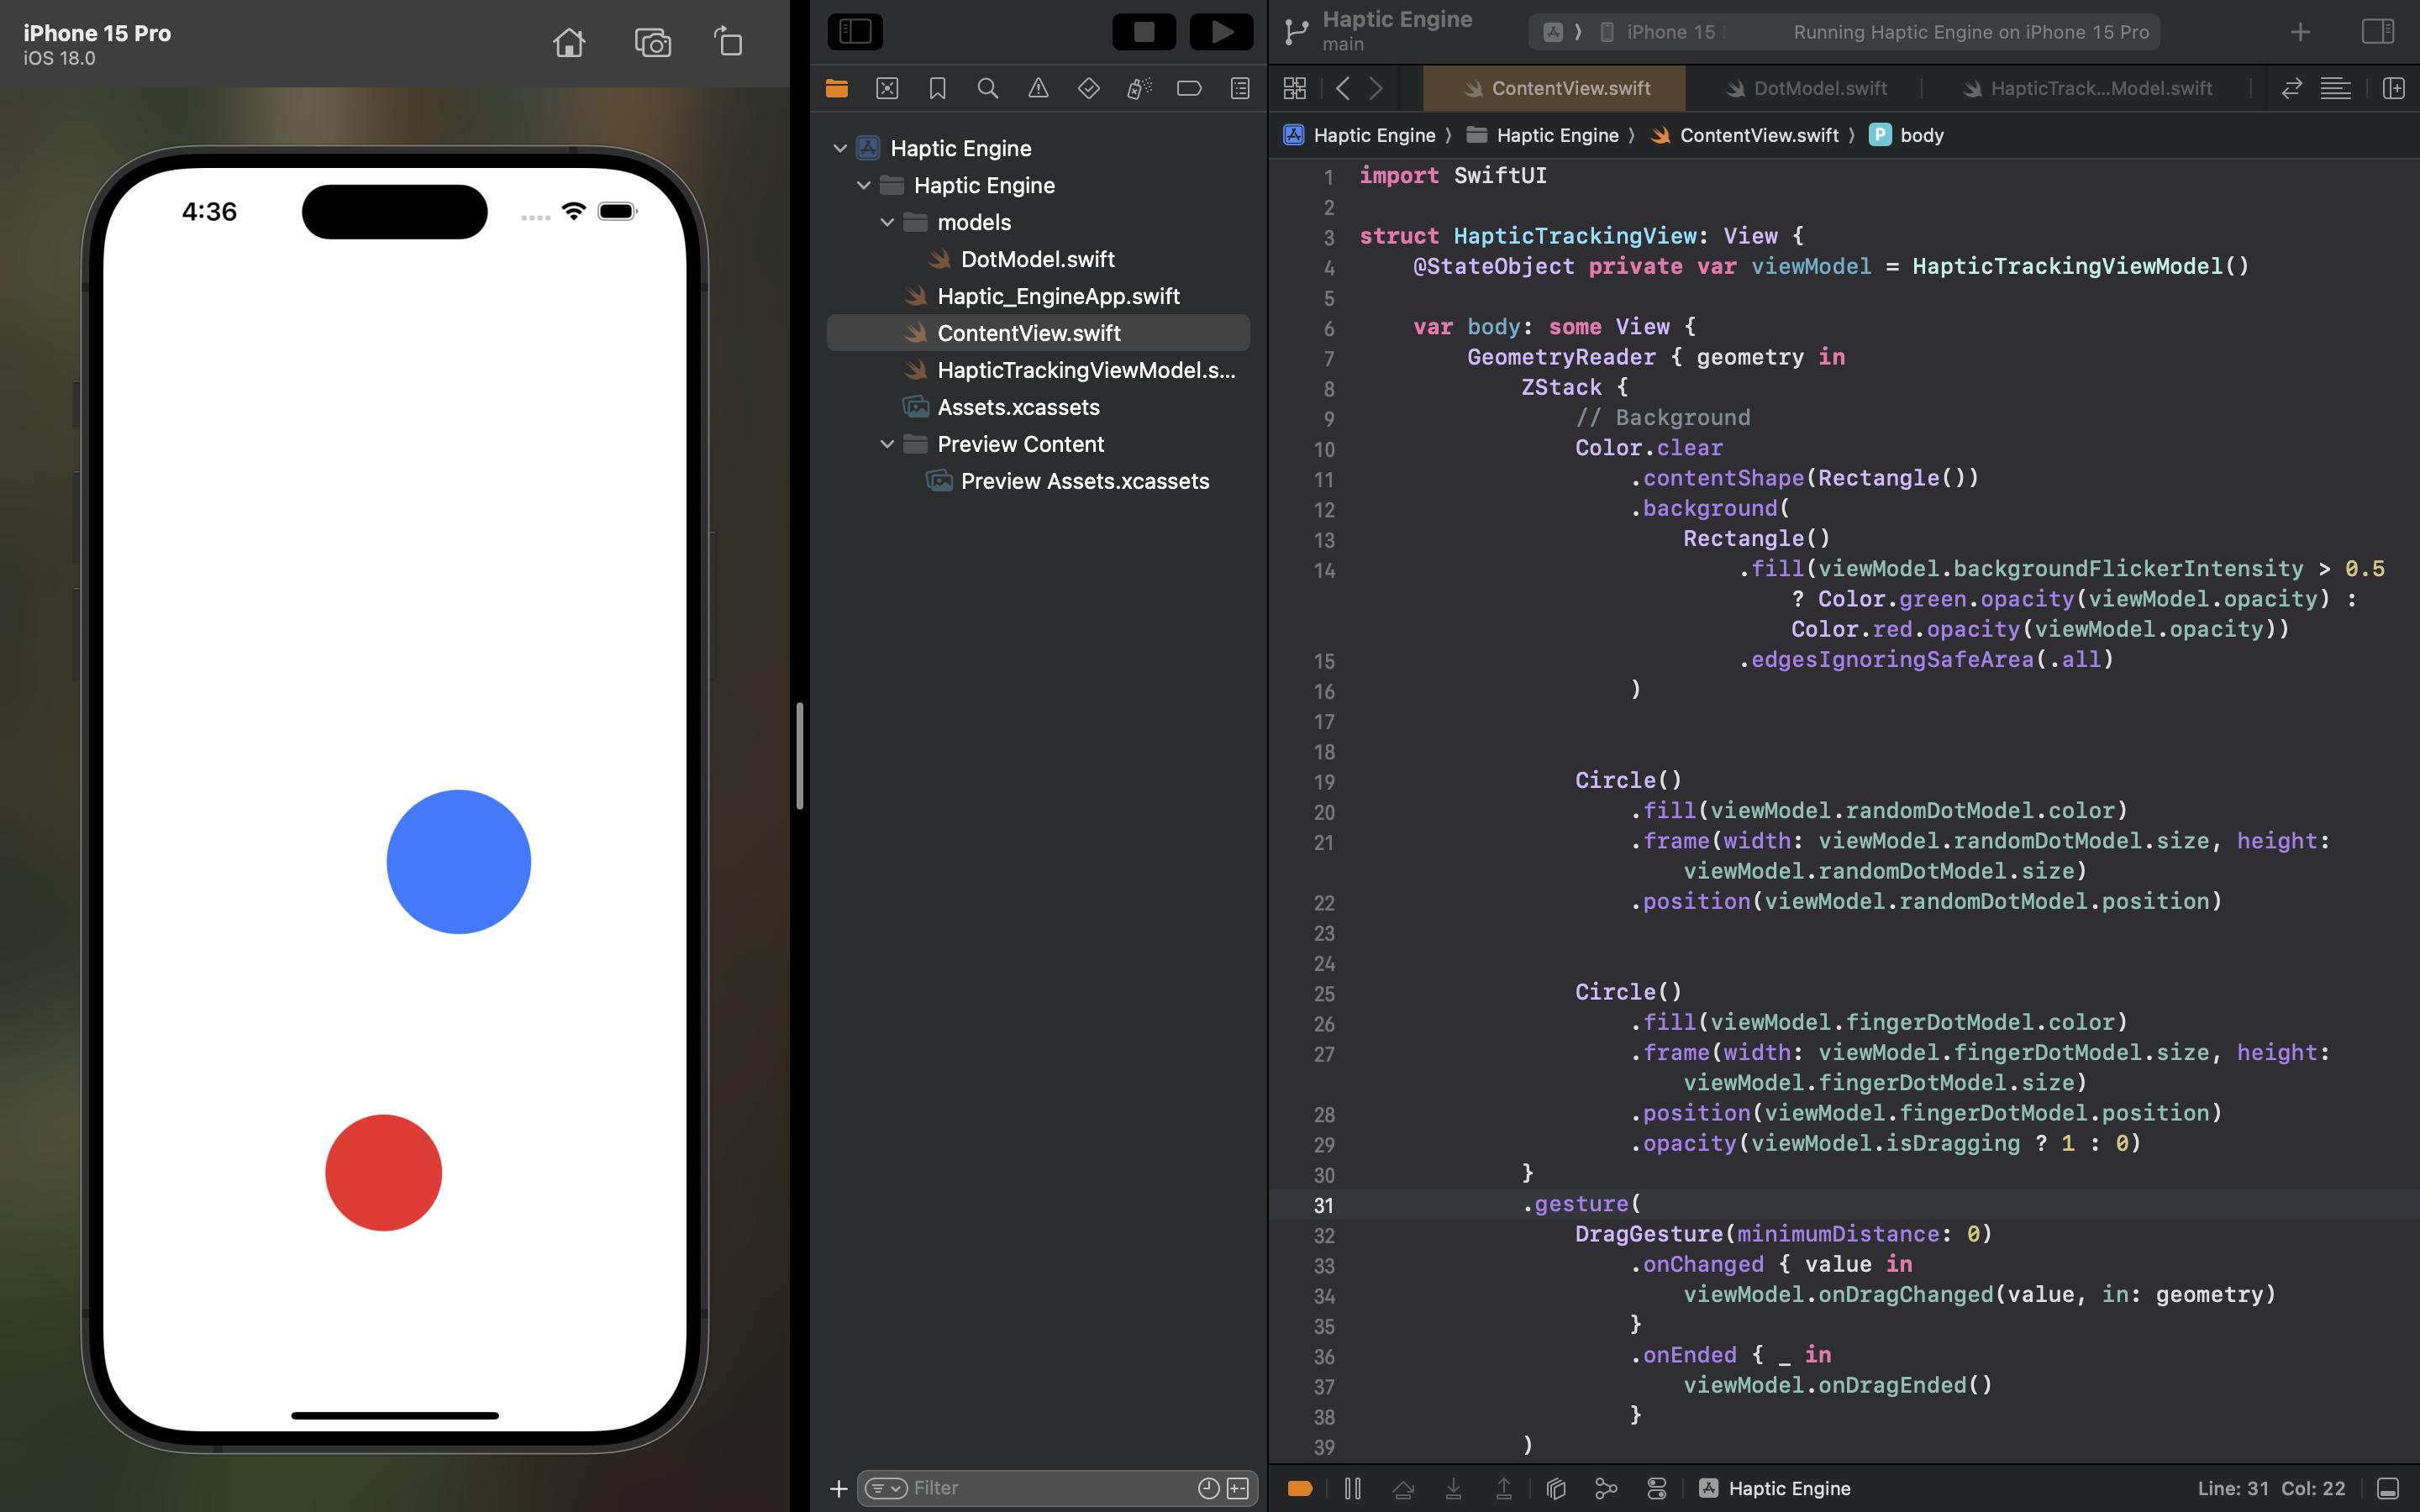 iPhone 15 Pro
iOS 18.0
4:36
Haptic Engine
Haptic Engine
models
DotModel.swift
Haptic_EngineApp.swift
ContentView.swift
HapticTrackingViewModel.s...
Assets.xcassets
Preview Content
Preview Assets.xcassets
Filter
Haptic Engine
main
iPhone 15
Running Haptic Engine on iPhone 15 Pro
ContentView.swift
DotModel.swift
HapticTrack...Model.swift
Haptic Engine 〉 Haptic Engine 〉 ContentView.swift 〉 P body
1 import SwiftUI
2
3 struct HapticTrackingView: View {
4 @StateObject private var viewModel = HapticTrackingViewModel()
5
6 var body: some View {
7 GeometryReader { geometry in
8 ZStack {
9 // Background
10 Color.clear
11 .contentShape(Rectangle())
12 .background(
13 Rectangle()
14 .fill(viewModel.backgroundFlickerIntensity > 0.5
? Color.green.opacity(viewModel.opacity) :
Color.red.opacity(viewModel.opacity))
15 .edgesIgnoringSafeArea(.all)
16 )
17
18
19 Circle()
20 .fill(viewModel.randomDotModel.color)
21 .frame(width: viewModel.randomDotModel.size, height:
viewModel.randomDotModel.size)
22 .position(viewModel.randomDotModel.position)
23
24
25 Circle()
26 .fill(viewModel.fingerDotModel.color)
27 .frame(width: viewModel.fingerDotModel.size, height:
viewModel.fingerDotModel.size)
28 .position(viewModel.fingerDotModel.position)
29 .opacity(viewModel.isDragging ? 1 : 0)
30 }
31 .gesture(
32 DragGesture(minimumDistance: 0)
33 .onChanged { value in
34 viewModel.onDragChanged(value, in: geometry)
35 }
36 .onEnded { _ in
37 viewModel.onDragEnded()
38 }
39 )
Haptic Engine
Line: 31 Col: 22